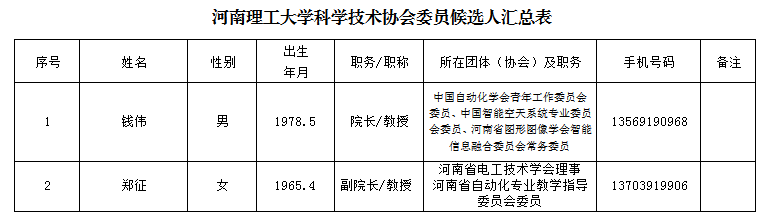 河南理工大学科学技术协会委员候选人汇总表
序号 姓名 性别 出生年月 职务/职称 所在团体（协会）及职务 手机号码 备注
1 钱伟 男 1978.5 院长/教授 中国自动化学会青年工作委员会委员、中国智能空天系统专业委员会委员、河南省图形图像学会智能信息融合委员会常务委员 13569190968
2 郑征 女 1965.4 副院长/教授 河南省电工技术学会理事 河南省自动化专业教学指导委员会委员 13703919906